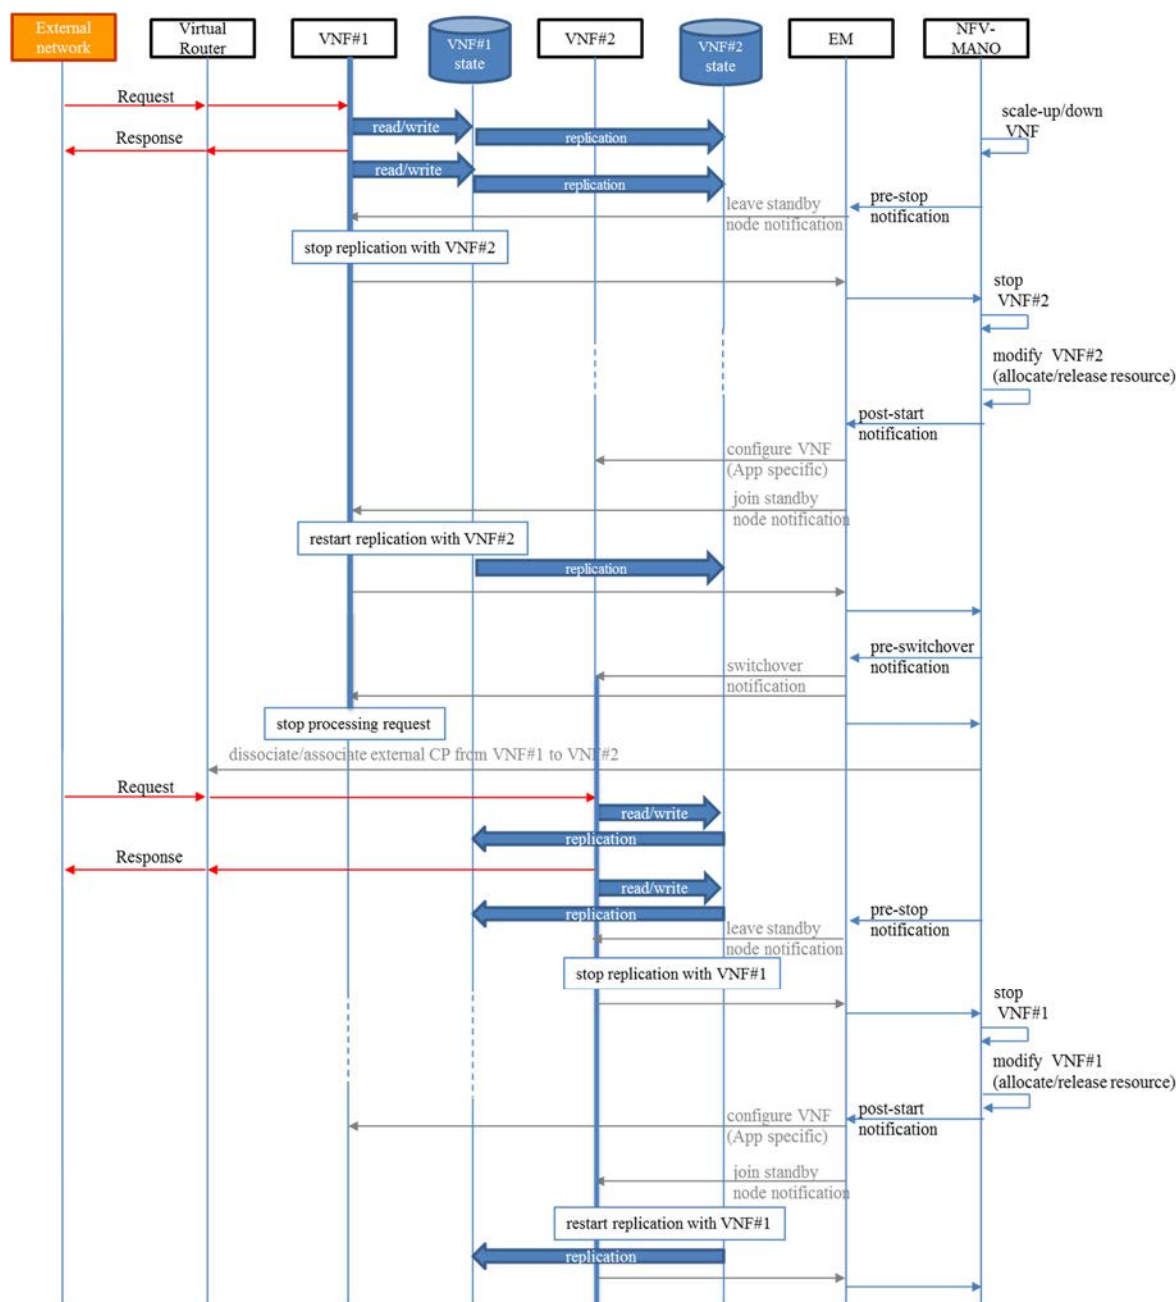 External
network
Virtual
Router
VNF#1
VNF#1
state
VNF#2
VNF#2
state
EM
NFV-
MANO
Request
scale-up/down
VNF
read/write
replication
Response
read/write
replication
leave standby
node notification
pre-stop
notification
stop replication with VNF#2
stop
VNF#2
modify VNF#2
(allocate/release resource)
post-start
notification
configure VNF
(App specific)
join standby
node notification
restart replication with VNF#2
replication
pre-switchover
notification
switchover
notification
stop processing request
dissociate/associate external CP from VNF#1 to VNF#2
Request
read/write
replication
Response
read/write
replication
pre-stop
notification
leave standby
node notification
stop replication with VNF#1
stop
VNF#1
modify VNF#1
(allocate/release resource)
post-start
notification
configure VNF
(App specific)
join standby
node notification
restart replication with VNF#1
replication